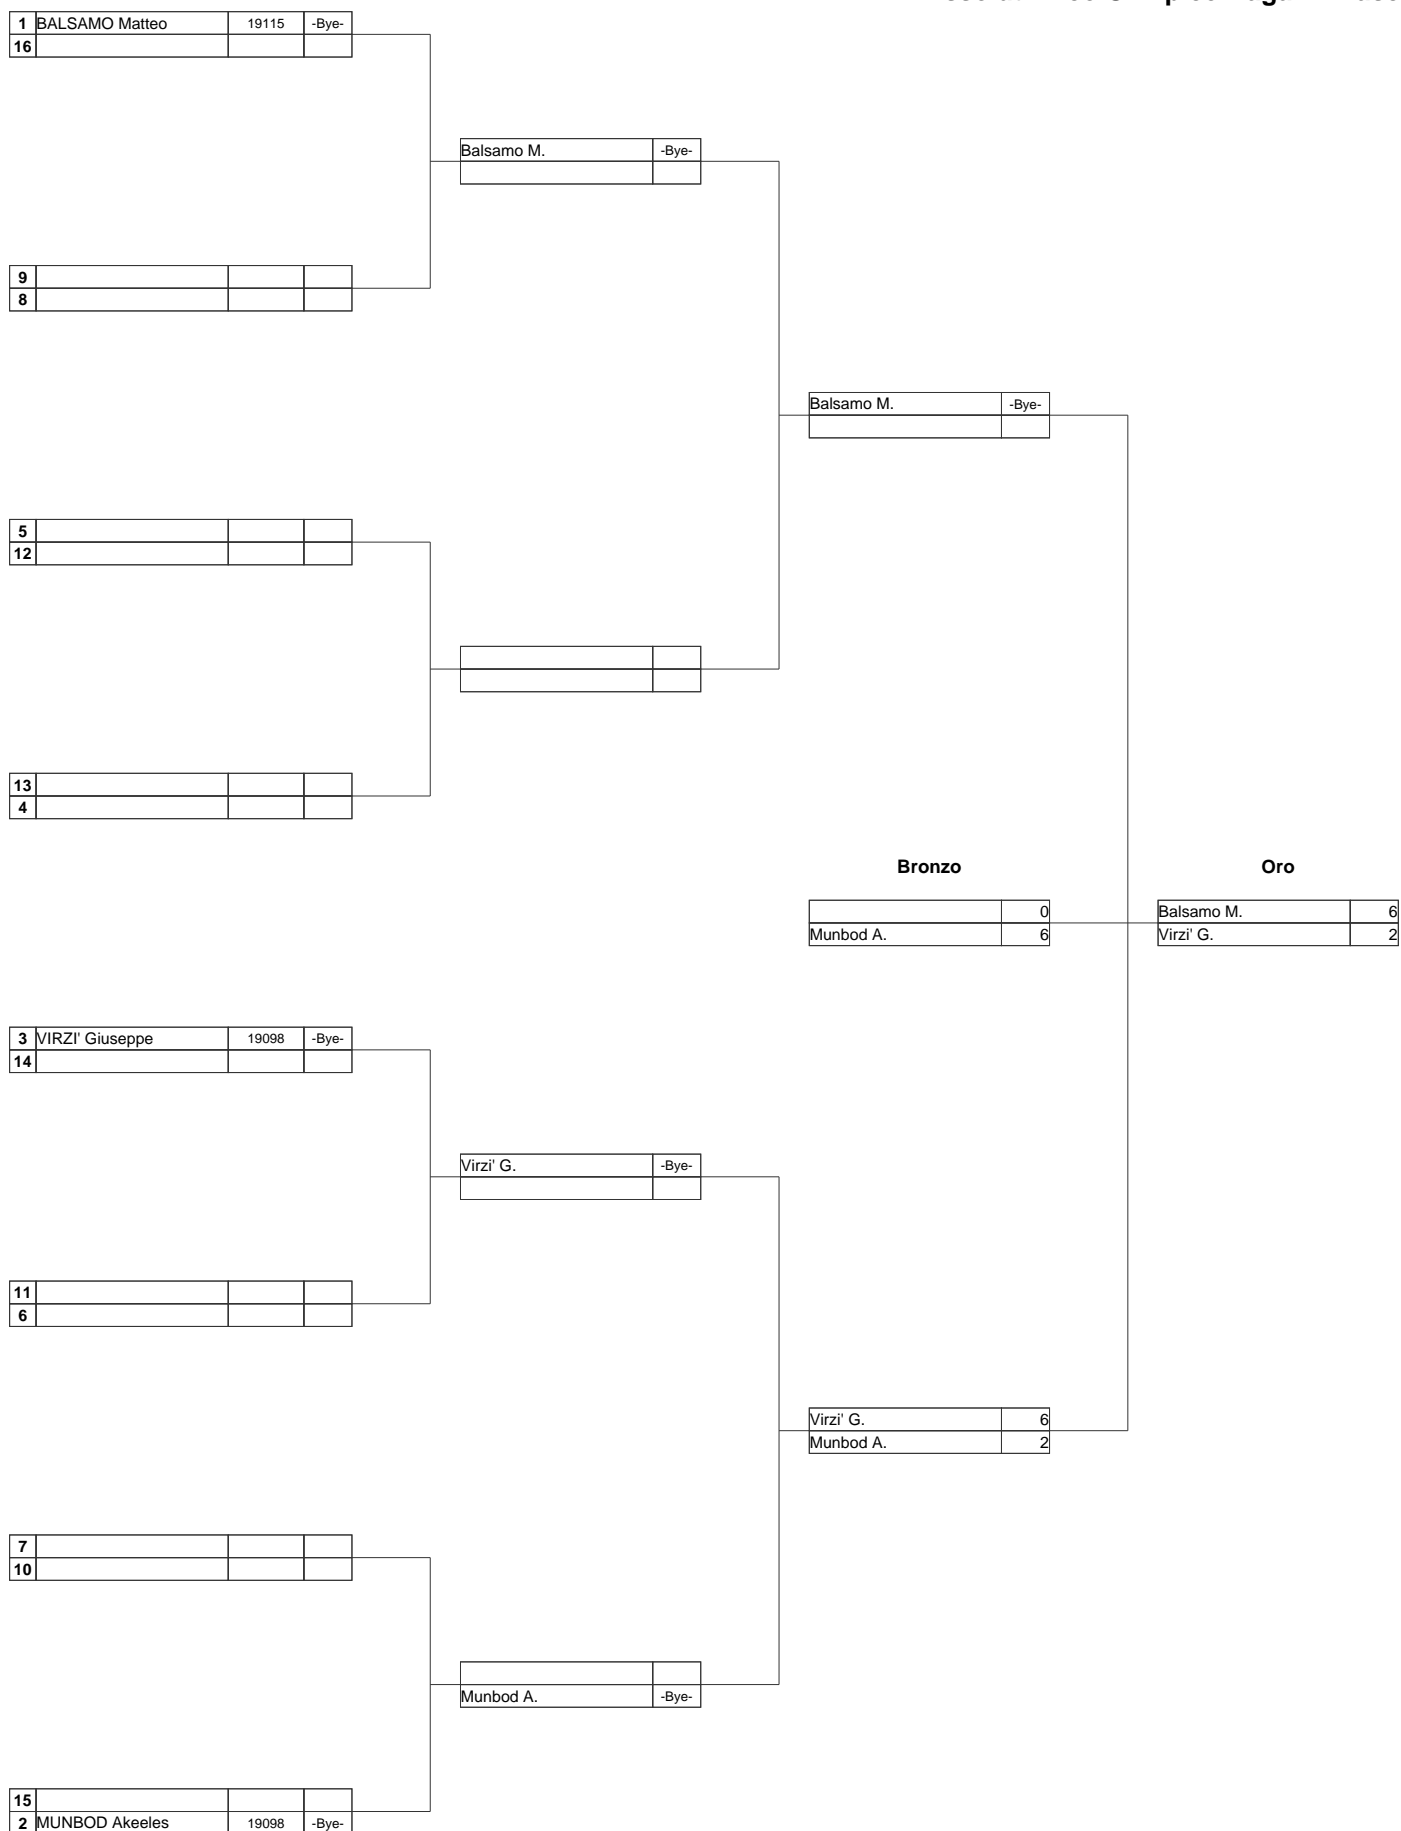 1 BALSAMO Matteo 19115 -Bye-
16
Balsamo M. -Bye-
9
8
Balsamo M. -Bye-
5
12
13
4
Bronzo Oro
0 Balsamo M. 6
Munbod A. 6 Virzi' G. 2
3 VIRZI' Giuseppe 19098 -Bye-
14
Virzi' G. -Bye-
11
6
Virzi' G. 6
Munbod A. 2
7
10
Munbod A. -Bye-
15
2 MUNBOD Akeeles 19098 -Bye-